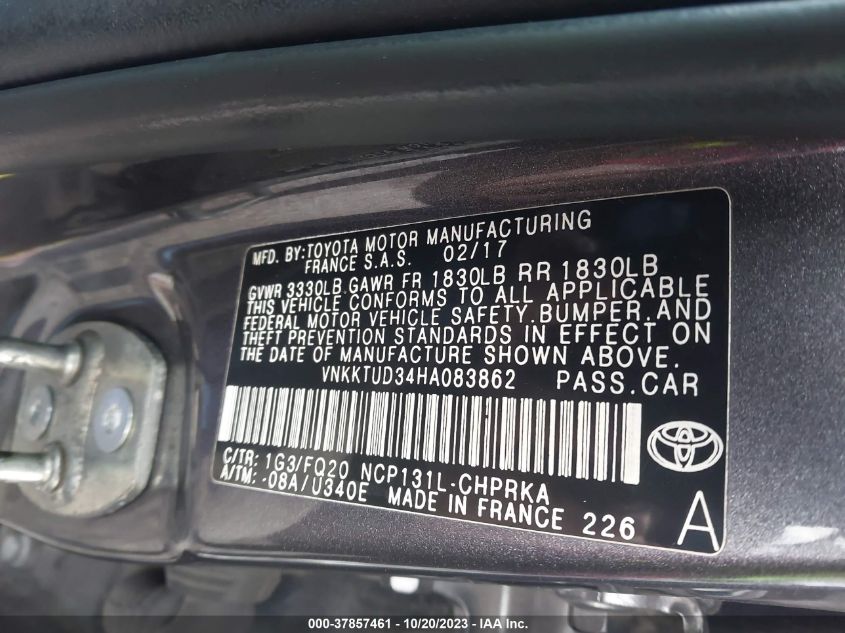 MFD. BY:TOYOTA MOTOR MANUFACTURING
FRANCE S.A.S. 02/17
GVWR 3330LB GAWR FR 1830LB RR 1830LB
THIS VEHICLE CONFORMS TO ALL APPLICABLE
FEDERAL MOTOR VEHICLE SAFETY,BUMPER,AND
THEFT PREVENTION STANDARDS IN EFFECT ON
THE DATE OF MANUFACTURE SHOWN ABOVE.
VNKKTUD34HA083862 PASS.CAR
C/TR: 1G3/FQ20 NCP131L-CHPRKA
A/TM: -08A/U340E MADE IN FRANCE 226
A
000-37857461 - 10/20/2023 - IAA Inc.